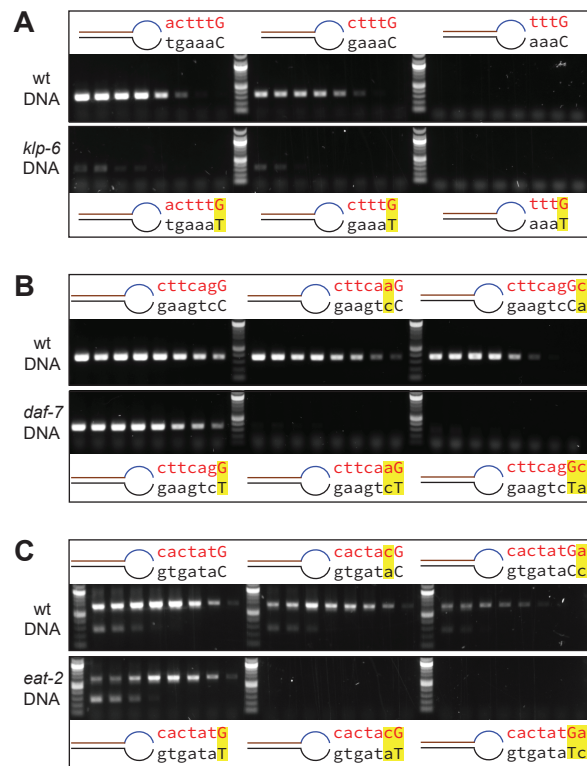 A
actttG ctttG tttG
tgaaaC gaaaC aaaC
wt
DNA
klp-6
DNA
actttG ctttG tttG
tgaaaT gaaaT aaaT
B
cttcagG cttcaaG cttcagGc
gaagtcC gaagtcC gaagtcCa
wt
DNA
daf-7
DNA
cttcagG cttcaaG cttcagGc
gaagtcT gaagtcT gaagtcTa
C
cactatG cactacG cactatGa
gtgataC gtgataC gtgataCc
wt
DNA
eat-2
DNA
cactatG cactacG cactatGa
gtgataT gtgataT gtgataTc